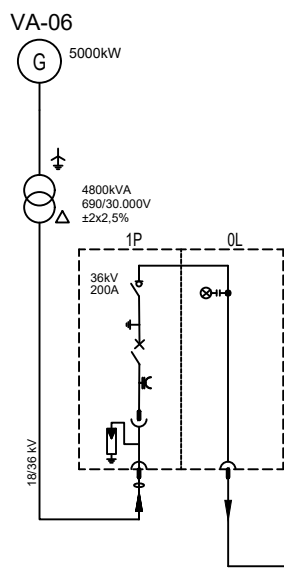 VA-06
G
5000kW
4800kVA
690/30.000V
±2x2,5%
1P
0L
36kV
200A
18/36 kV